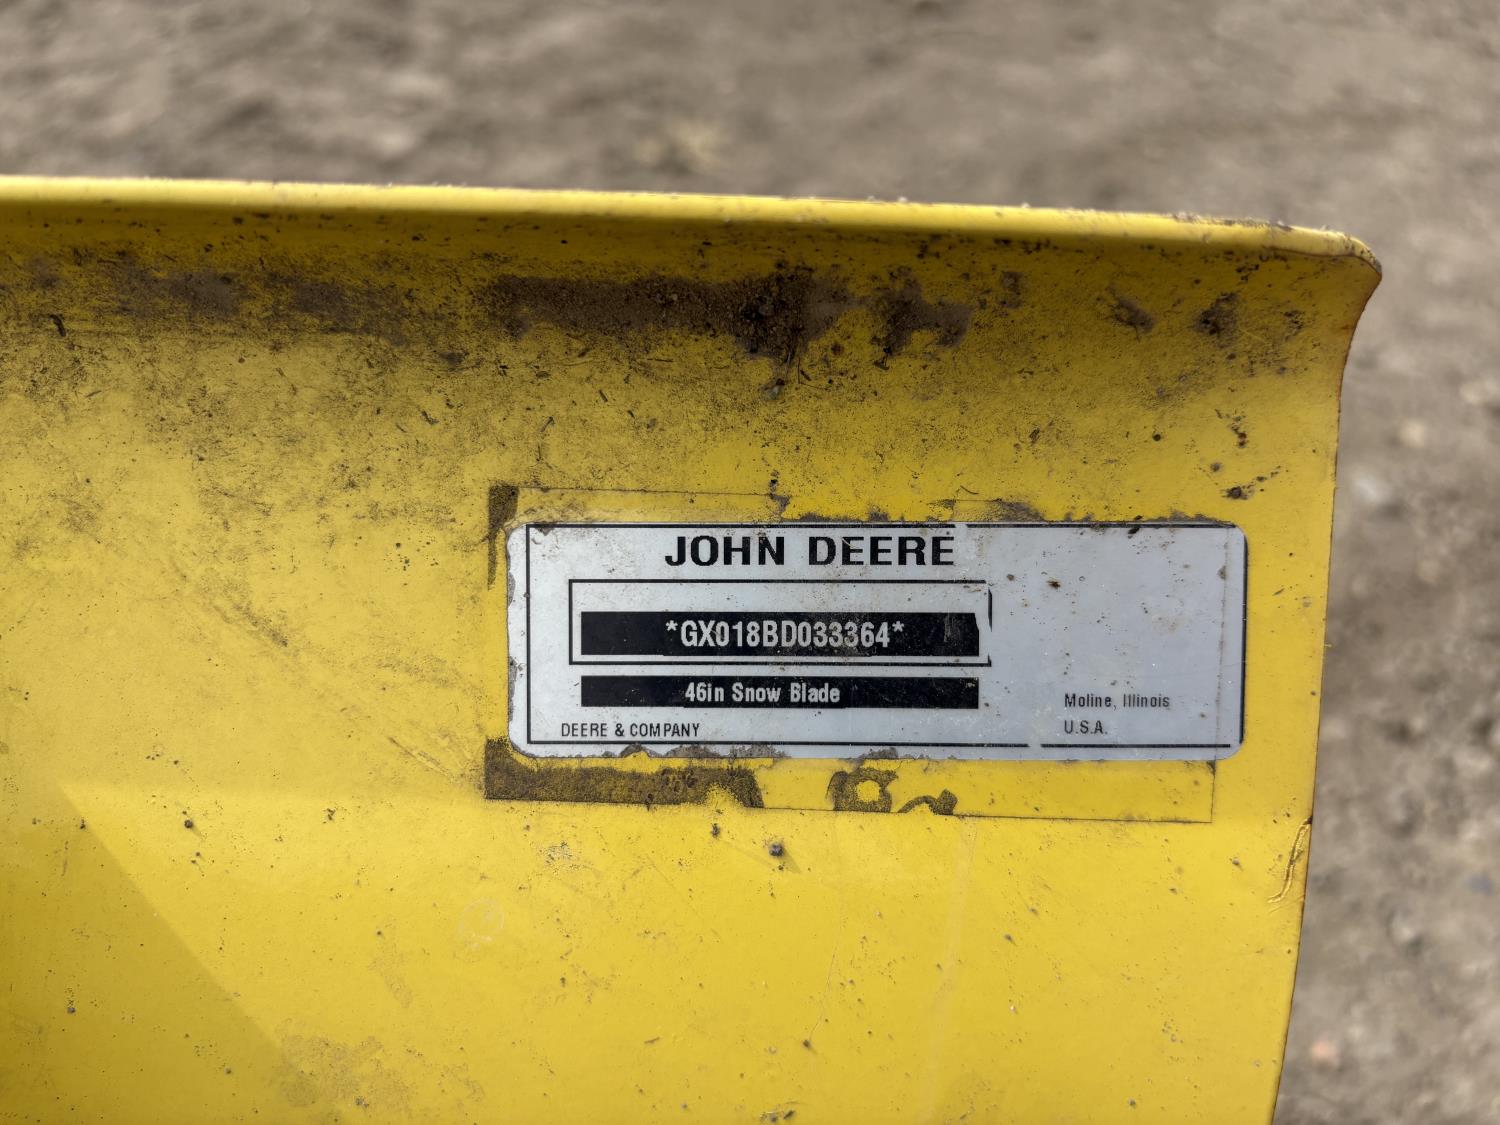 JOHN DEERE
*GX018BD033364*
46in Snow Blade
DEERE & COMPANY
Moline, Illinois
U.S.A.